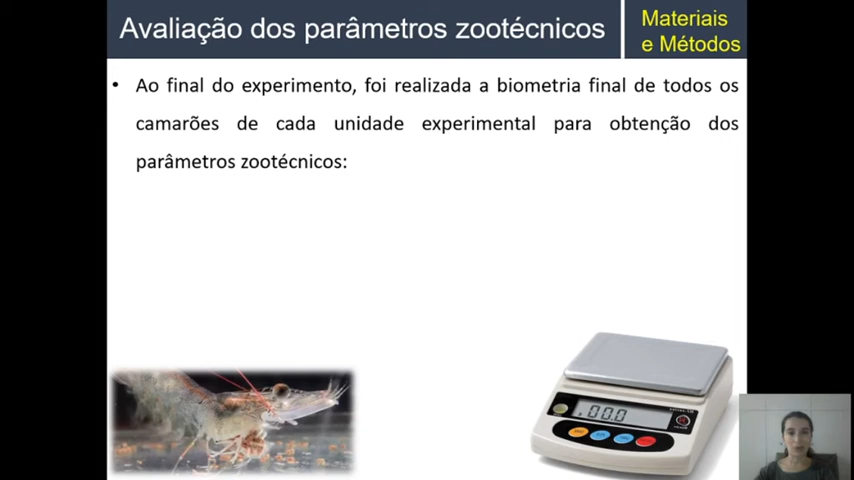 Avaliação dos parâmetros zootécnicos
Materiais
e Métodos
• Ao final do experimento, foi realizada a biometria final de todos os
camarões de cada unidade experimental para obtenção dos
parâmetros zootécnicos: